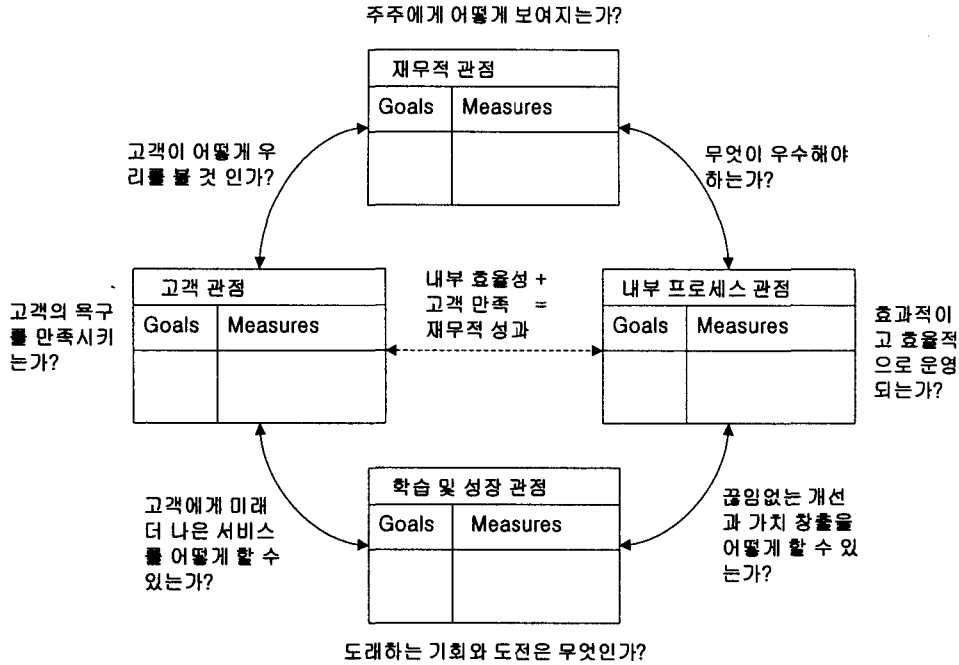 주주에게 어떻게 보여지는가?
재무적 관점
Goals Measures
고객이 어떻게 우
리를 볼 것 인가?
무엇이 우수해야
하는가?
고객 관점
Goals Measures
고객의 욕구
를 만족시키
는가?
내부 효율성 +
고객 만족 =
재무적 성과
내부 프로세스 관점
Goals Measures
효과적이
고 효율적
으로 운영
되는가?
고객에게 미래
더 나은 서비스
를 어떻게 할 수
있는가?
학습 및 성장 관점
Goals Measures
끊임없는 개선
과 가치 창출을
어떻게 할 수 있
는가?
도래하는 기회와 도전은 무엇인가?